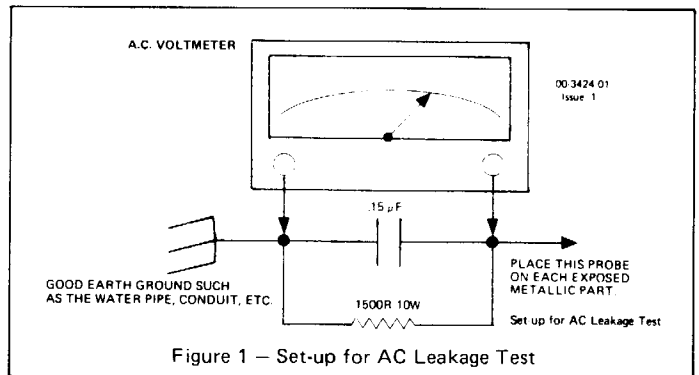 A.C. VOLTMETER
00-3424-01
Issue 1
.15 µF
GOOD EARTH GROUND SUCH
AS THE WATER PIPE, CONDUIT, ETC.
1500R 10W
PLACE THIS PROBE
ON EACH EXPOSED
METALLIC PART.
Set-up for AC Leakage Test
Figure 1 — Set-up for AC Leakage Test